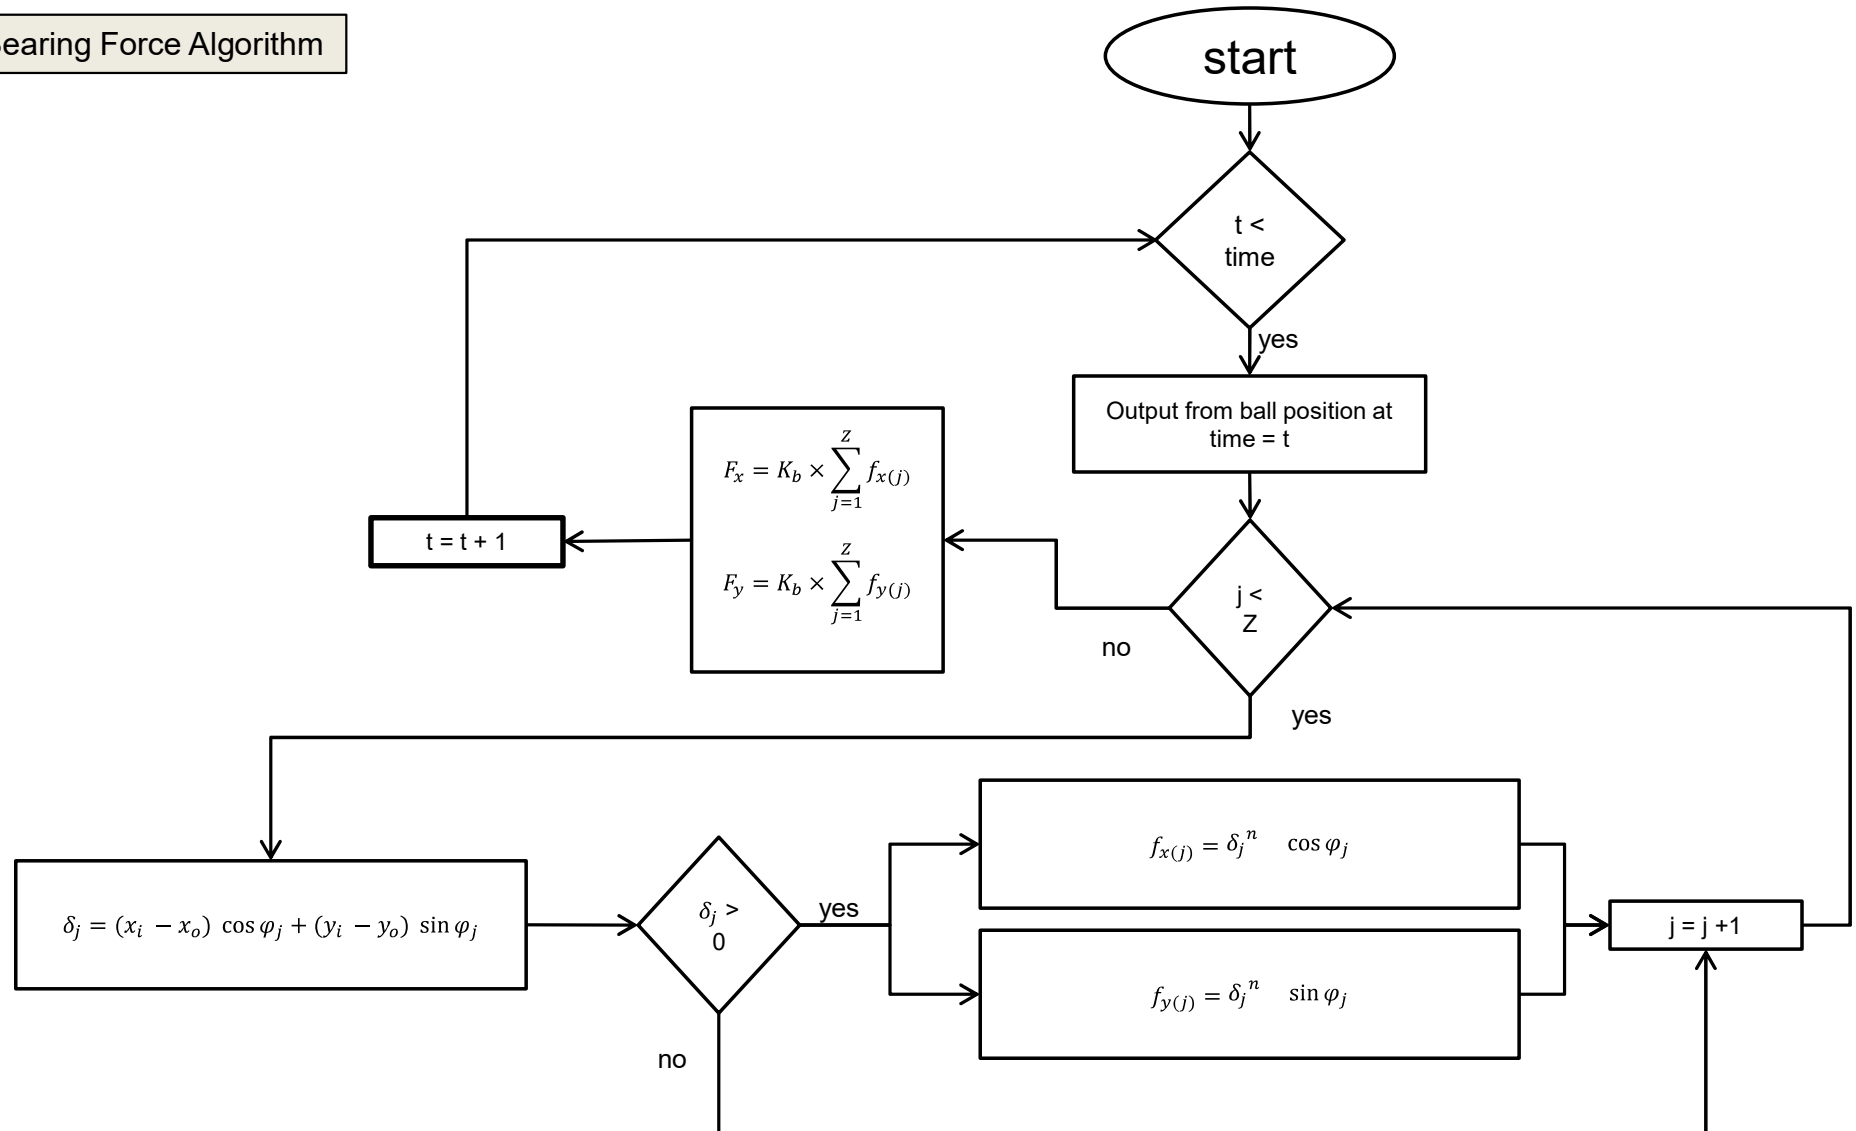 earing Force Algorithm
start
t <
time
yes
Output from ball position at
time = t
F_x = K_b × ∑_{j=1}^{Z} f_{x(j)}
F_y = K_b × ∑_{j=1}^{Z} f_{y(j)}
t = t + 1
j <
Z
no
yes
δ_j = (x_i − x_o) cos φ_j + (y_i − y_o) sin φ_j
δ_j >
0
yes
no
f_{x(j)} = δ_j^n cos φ_j
f_{y(j)} = δ_j^n sin φ_j
j = j +1